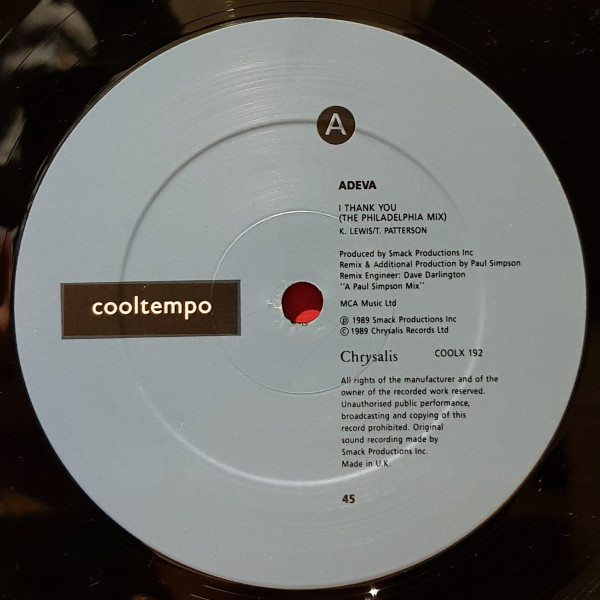 A
ADEVA
I THANK YOU
(THE PHILADELPHIA MIX)
K. LEWIS/T. PATTERSON
Produced by Smack Productions Inc
Remix & Additional Production by Paul Simpson
Remix Engineer: Dave Darlington
"A Paul Simpson Mix"
cooltempo
MCA Music Ltd
℗ 1989 Smack Productions Inc
© 1989 Chrysalis Records Ltd
Chrysalis COOLX 192
All rights of the manufacturer and of the
owner of the recorded work reserved.
Unauthorised public performance,
broadcasting and copying of this
record prohibited. Original
sound recording made by
Smack Productions Inc.
Made in U.K.
45